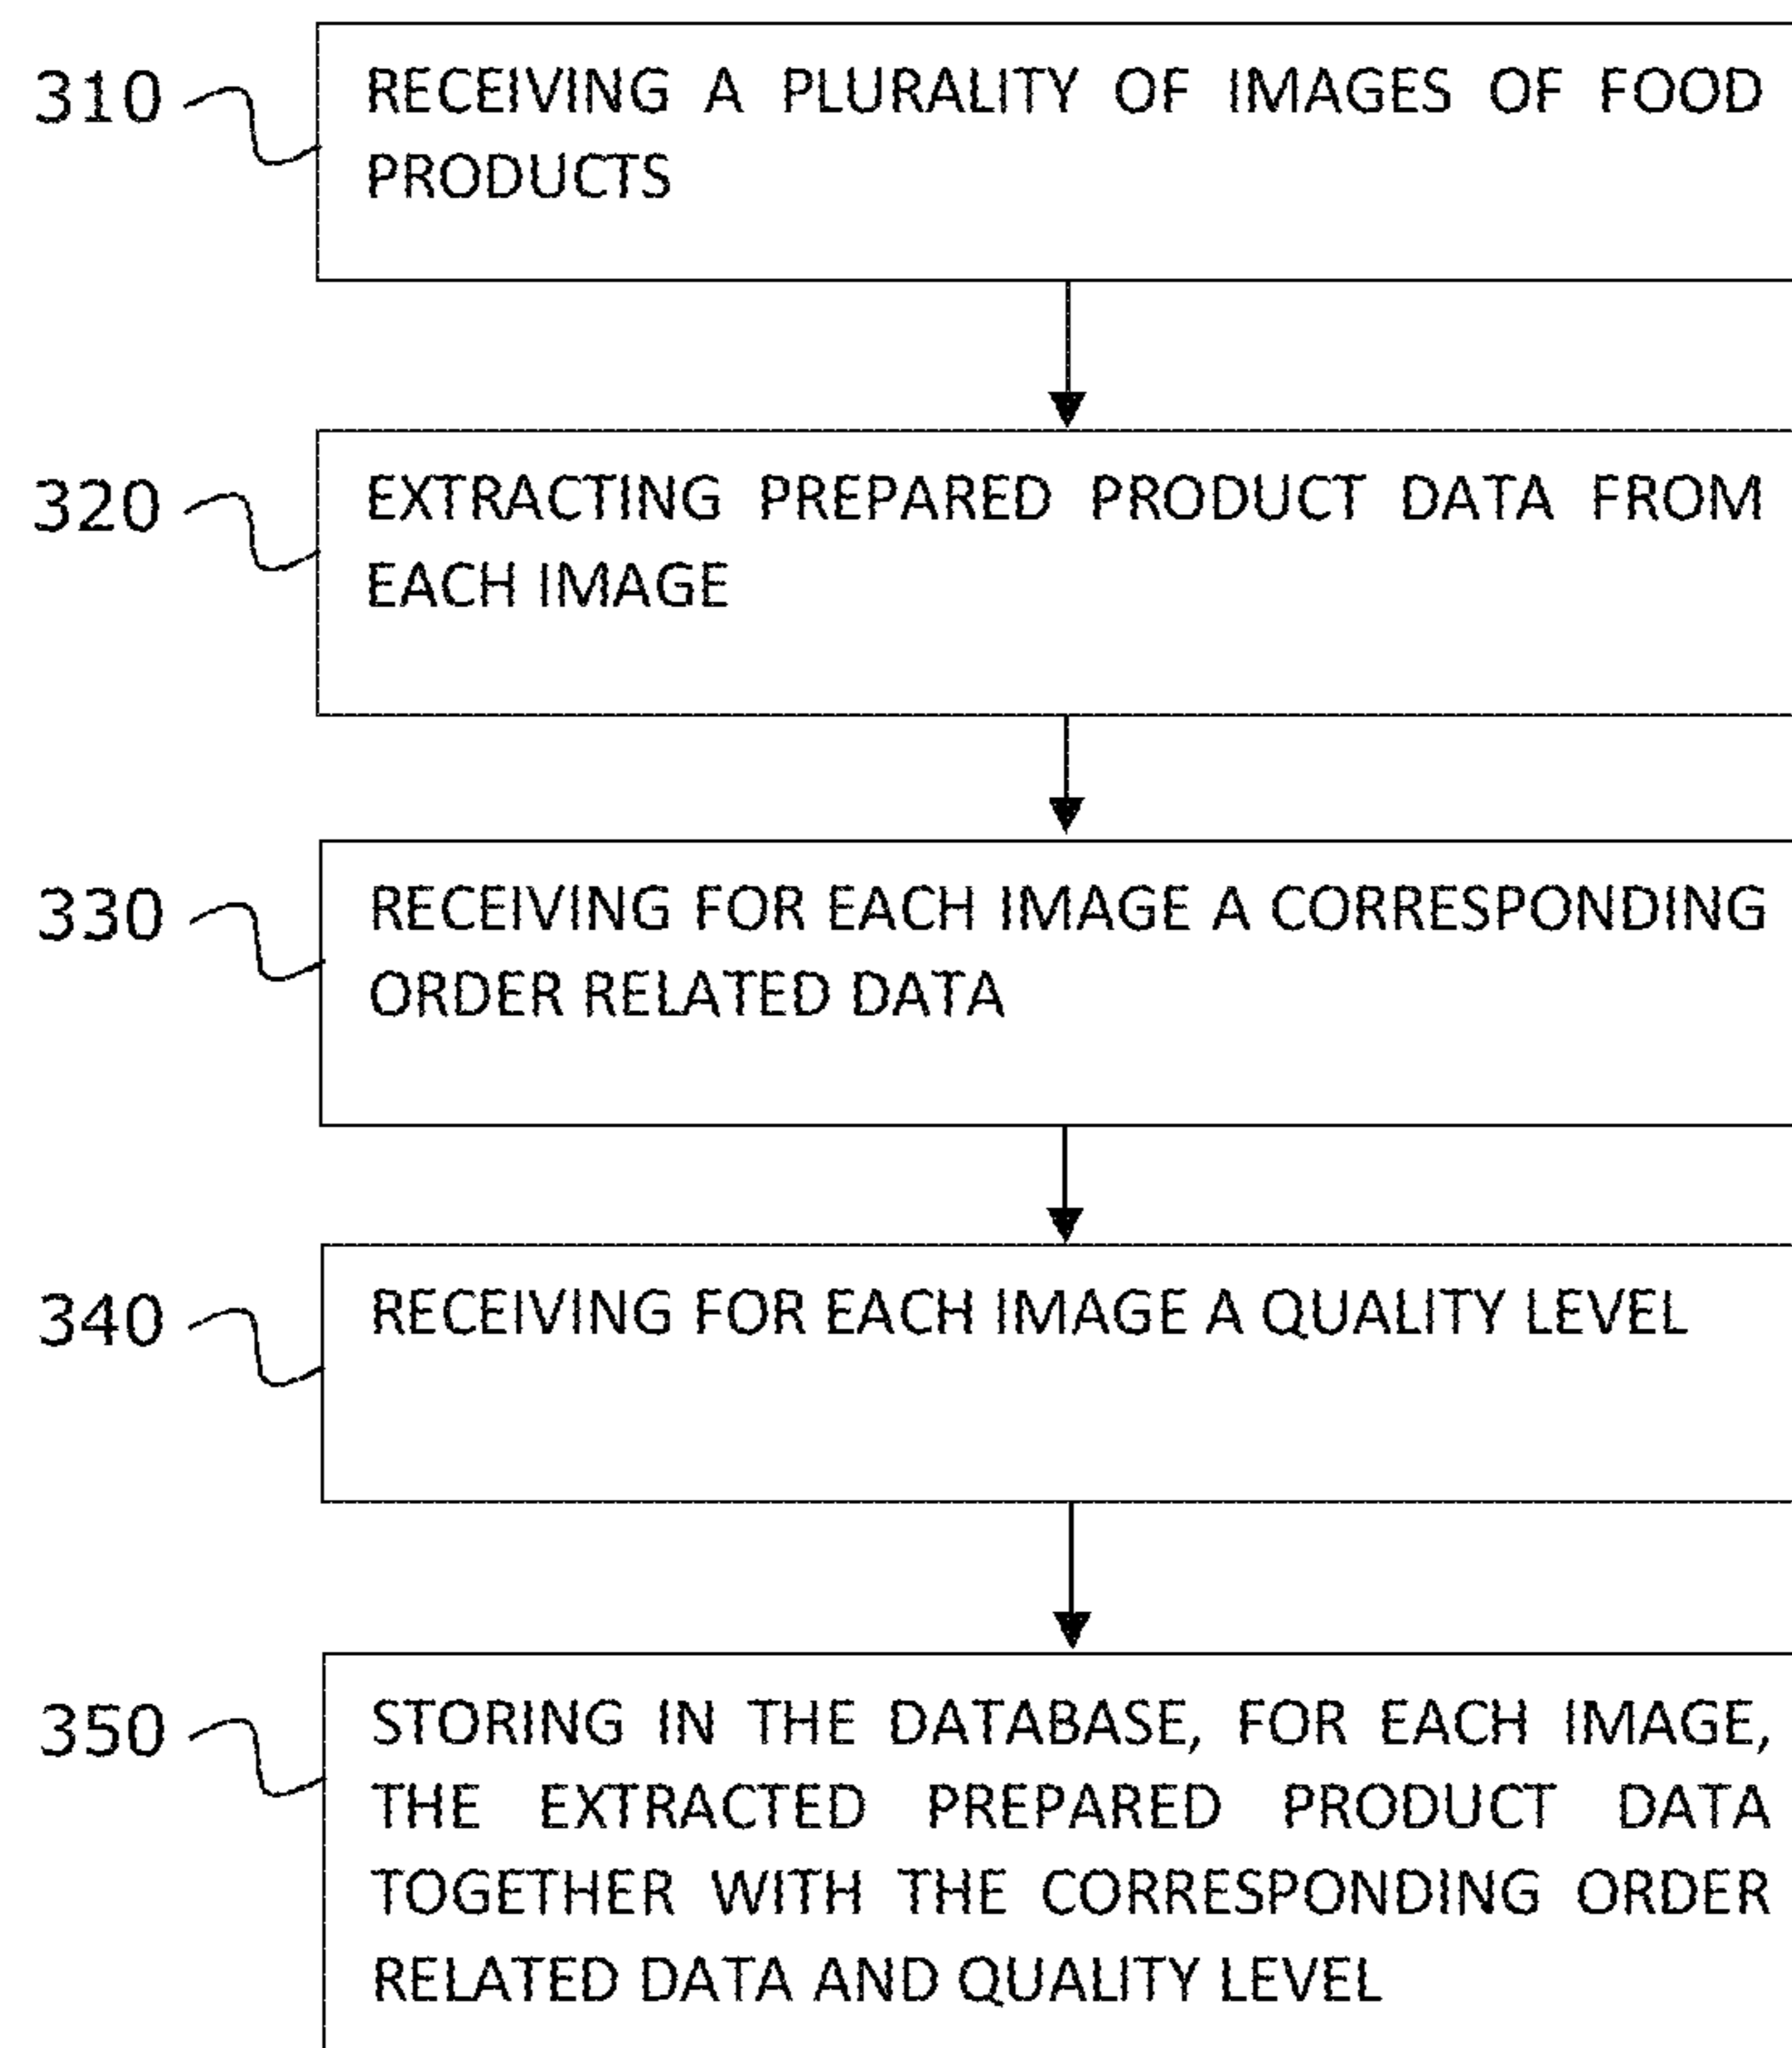 310
RECEIVING A PLURALITY OF IMAGES OF FOOD
PRODUCTS
320
EXTRACTING PREPARED PRODUCT DATA FROM
EACH IMAGE
330
RECEIVING FOR EACH IMAGE A CORRESPONDING
ORDER RELATED DATA
340
RECEIVING FOR EACH IMAGE A QUALITY LEVEL
350
STORING IN THE DATABASE, FOR EACH IMAGE,
THE EXTRACTED PREPARED PRODUCT DATA
TOGETHER WITH THE CORRESPONDING ORDER
RELATED DATA AND QUALITY LEVEL